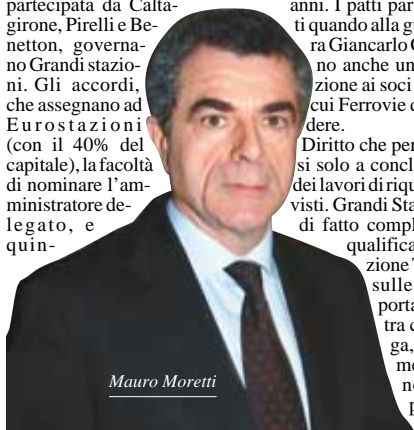 partecipata da Calta-
girone, Pirelli e Be-
netton, governa-
no Grandi stazio-
ni. Gli accordi,
che assegnano ad
Eurostazioni
(con il 40% del
capitale), la facoltà
di nominare l'am-
ministratore de-
legato, e
quin-
anni. I patti par
ti quando alla gu
ra Giancarlo C
no anche un
zione ai soci
cui Ferrovie d
dere.
Diritto che per
si solo a concl
dei lavori di riqu
visti. Grandi Sta
di fatto compl
qualifica
zione T
sulle
porta
tra c
ga,
me
no
p
Mauro Moretti